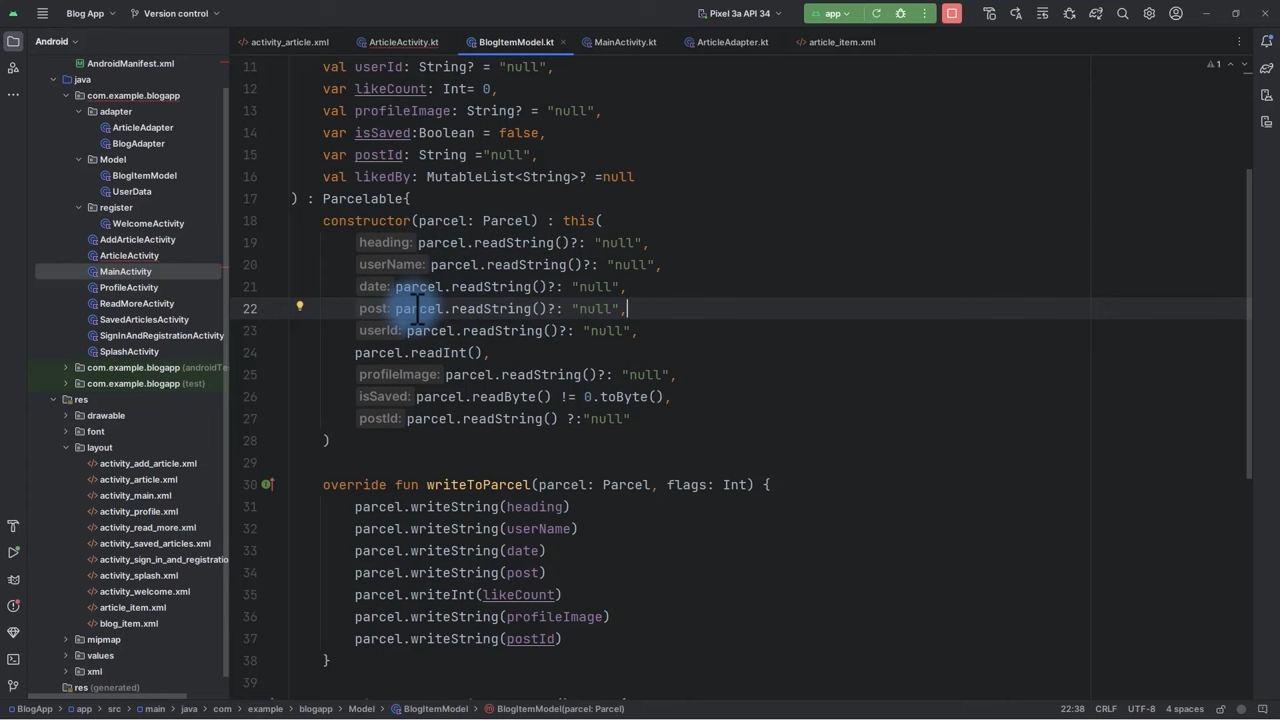 Blog App
Version control
Pixel 3a API 34
app
Android
activity_article.xml
ArticleActivity.kt
BlogItemModel.kt
MainActivity.kt
ArticleAdapter.kt
article_item.xml
AndroidManifest.xml
java
com.example.blogapp
adapter
ArticleAdapter
BlogAdapter
Model
BlogItemModel
UserData
register
WelcomeActivity
AddArticleActivity
ArticleActivity
MainActivity
ProfileActivity
ReadMoreActivity
SavedArticlesActivity
SignInAndRegistrationActivity
SplashActivity
com.example.blogapp (androidTe
com.example.blogapp (test)
res
drawable
font
layout
activity_add_article.xml
activity_article.xml
activity_main.xml
activity_profile.xml
activity_read_more.xml
activity_saved_articles.xml
activity_sign_in_and_registration
activity_splash.xml
activity_welcome.xml
article_item.xml
blog_item.xml
mipmap
values
xml
res (generated)
1
11 val userId: String? = "null",
12 var likeCount: Int= 0,
13 val profileImage: String? = "null",
14 var isSaved:Boolean = false,
15 var postId: String ="null",
16 val likedBy: MutableList<String>? =null
17 ) : Parcelable{
18 constructor(parcel: Parcel) : this(
19 heading: parcel.readString()?: "null",
20 userName: parcel.readString()?: "null",
21 date: parcel.readString()?: "null",
22 post: parcel.readString()?: "null",
23 userId: parcel.readString()?: "null",
24 parcel.readInt(),
25 profileImage: parcel.readString()?: "null",
26 isSaved: parcel.readByte() != 0.toByte(),
27 postId: parcel.readString() ?:"null"
28 )
29
30 override fun writeToParcel(parcel: Parcel, flags: Int) {
31 parcel.writeString(heading)
32 parcel.writeString(userName)
33 parcel.writeString(date)
34 parcel.writeString(post)
35 parcel.writeInt(likeCount)
36 parcel.writeString(profileImage)
37 parcel.writeString(postId)
38 }
39
BlogApp > app > src > main > java > com > example > blogapp > Model > BlogItemModel > BlogItemModel(parcel: Parcel)
22:38 CRLF UTF-8 4 spaces